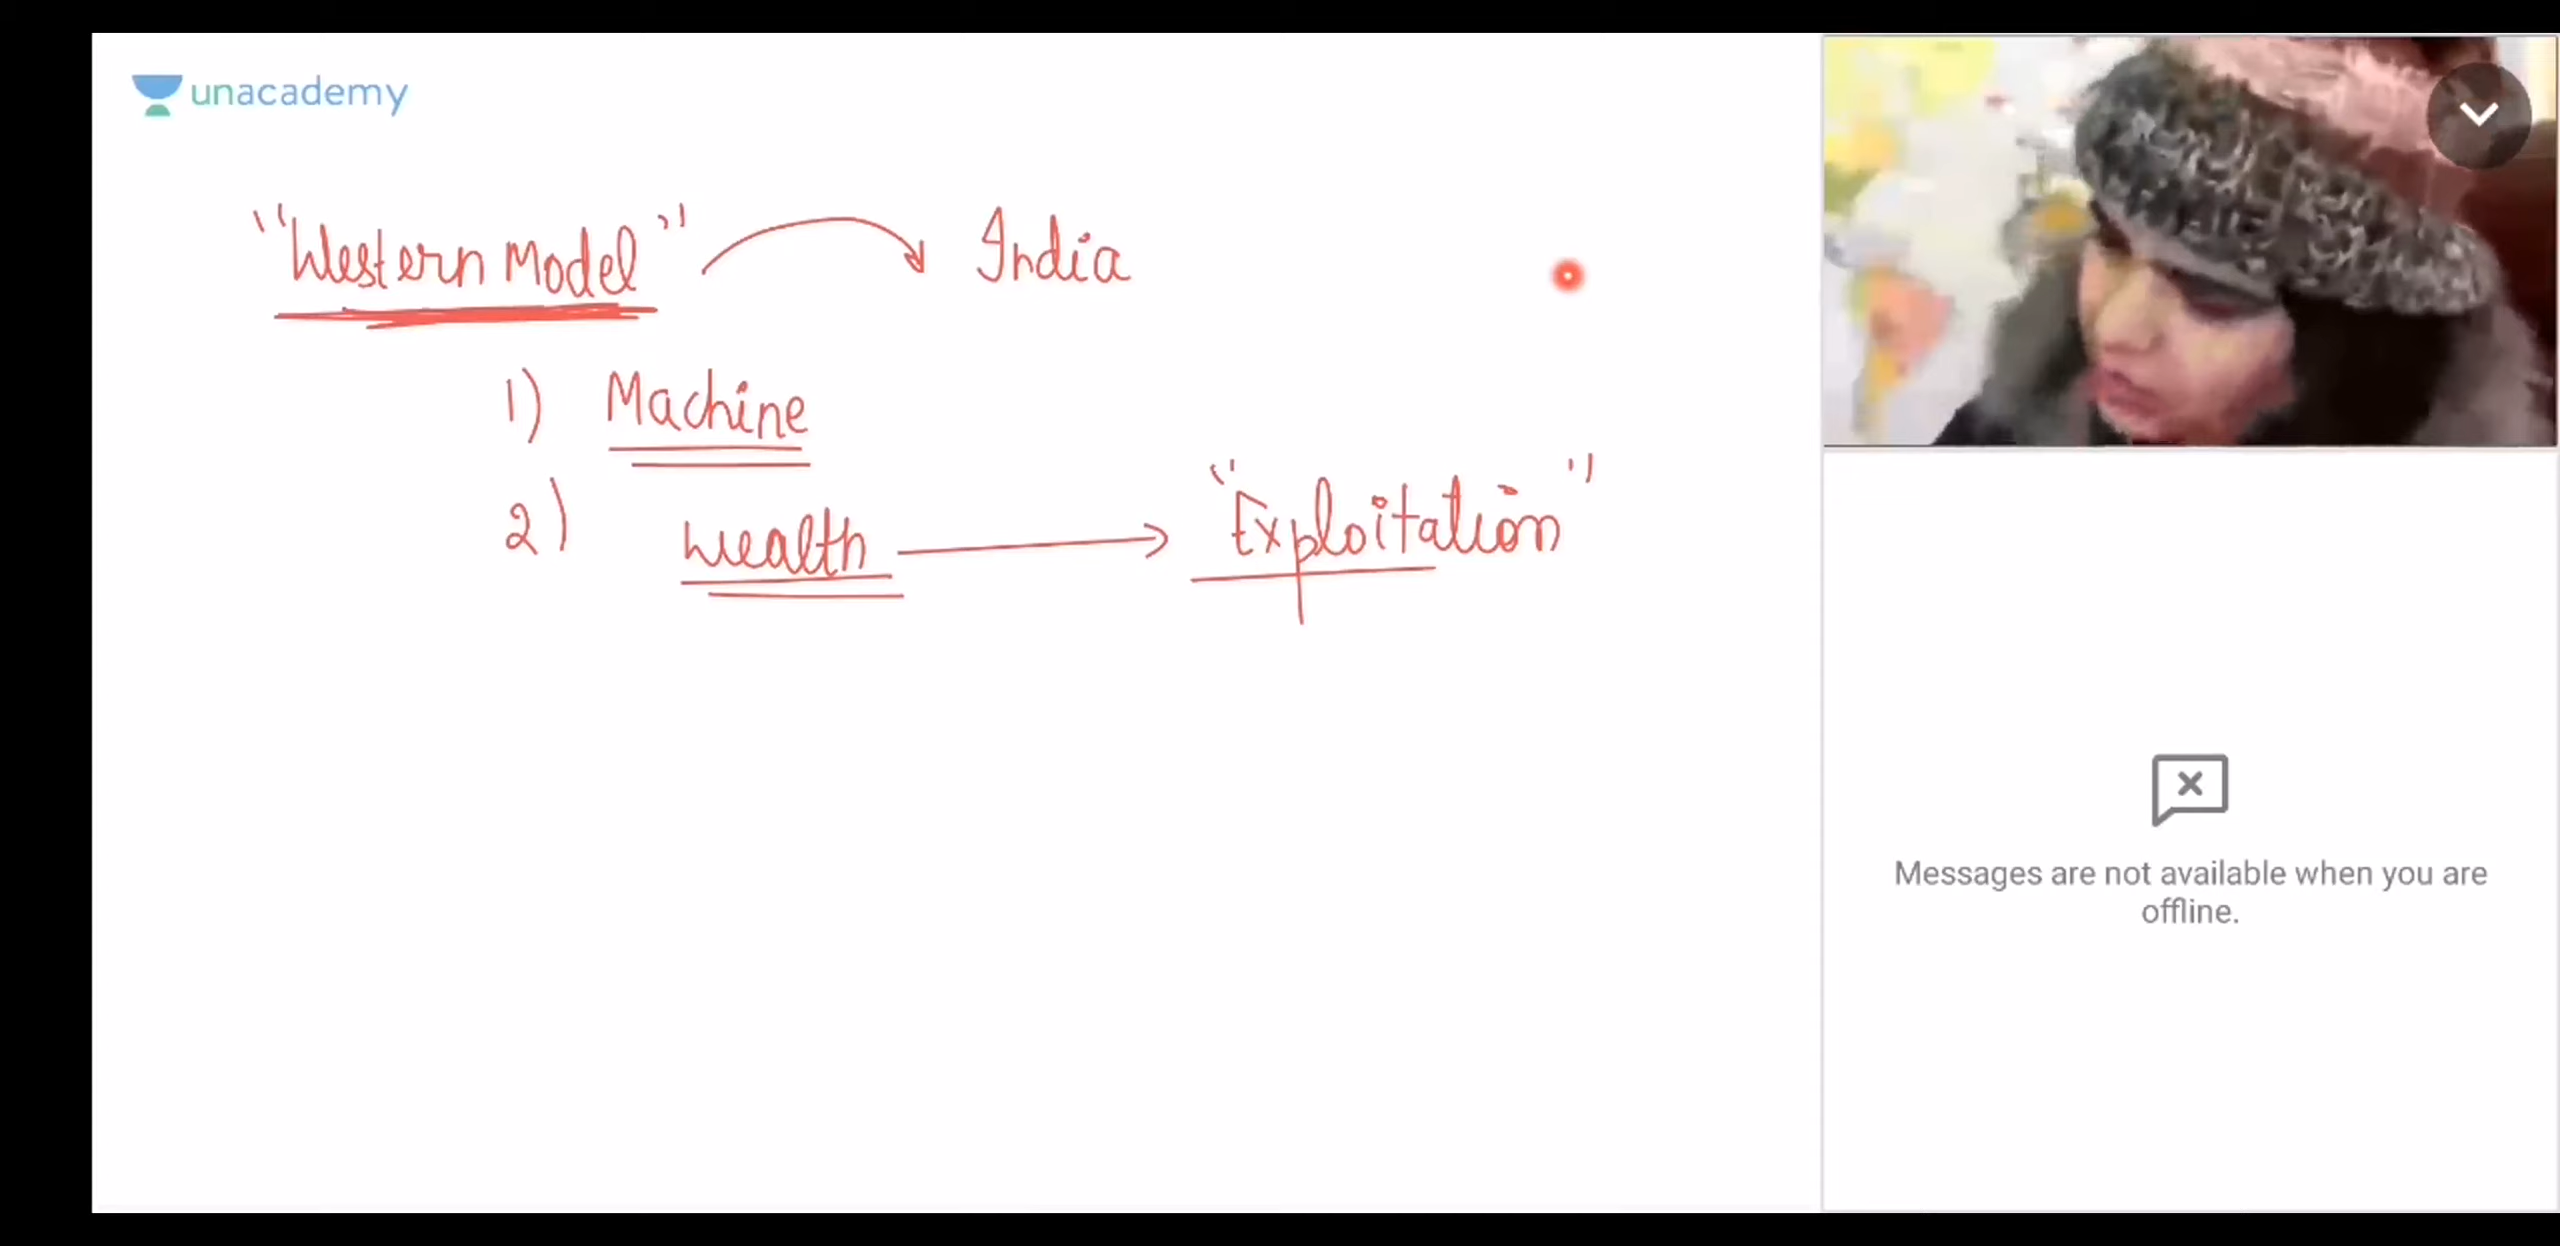 unacademy
"Western Model" India
1) Machine
2) Wealth "Exploitation"
Messages are not available when you are
offline.